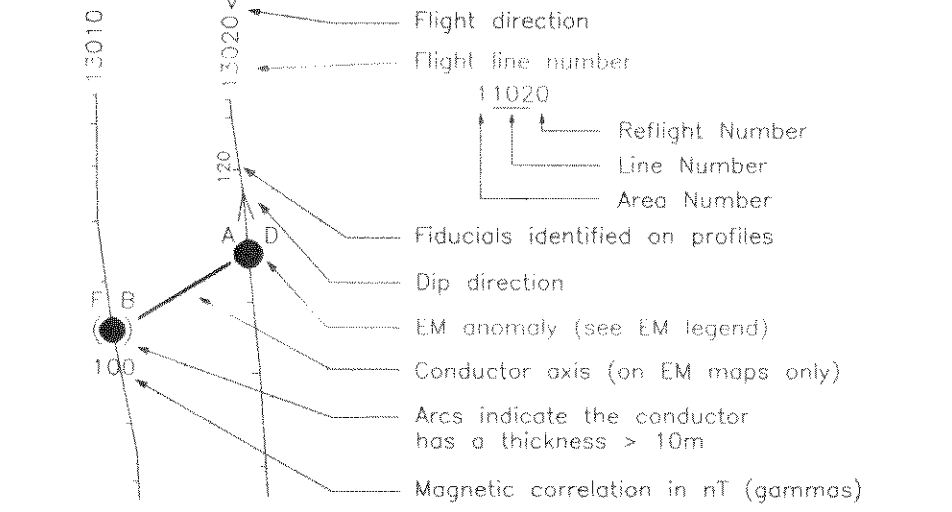 13010
13020 <
Flight direction
Flight line number
11020
Reflight Number
Line Number
Area Number
120
A D
Fiducials identified on profiles
Dip direction
F B
EM anomaly (see EM legend)
100
Conductor axis (on EM maps only)
Arcs indicate the conductor
has a thickness > 10m
Magnetic correlation in nT (gammas)